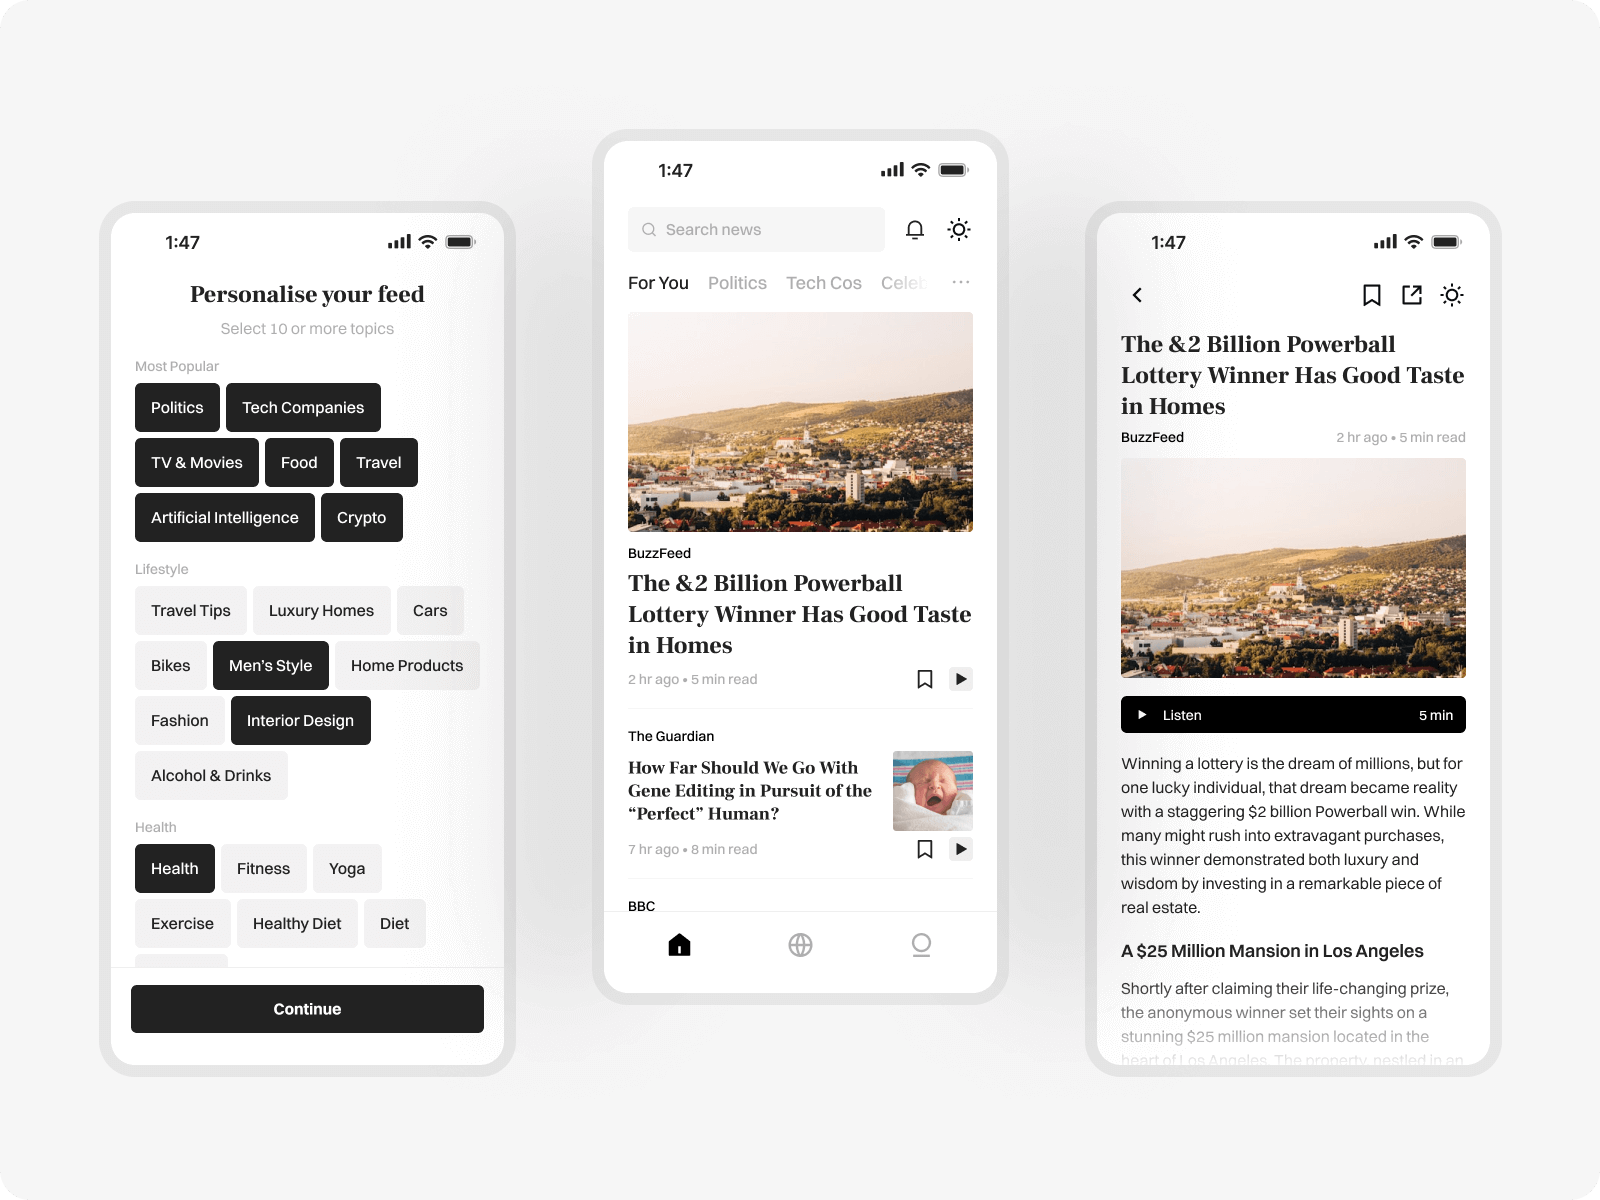 1:47
Personalise your feed
Select 10 or more topics
Most Popular
Politics
Tech Companies
TV & Movies
Food
Travel
Artificial Intelligence
Crypto
Lifestyle
Travel Tips
Luxury Homes
Cars
Bikes
Men’s Style
Home Products
Fashion
Interior Design
Alcohol & Drinks
Health
Health
Fitness
Yoga
Exercise
Healthy Diet
Diet
Continue
1:47
Search news
For You
Politics
Tech Cos
Celeb
...
BuzzFeed
The &2 Billion Powerball
Lottery Winner Has Good Taste
in Homes
2 hr ago • 5 min read
The Guardian
How Far Should We Go With
Gene Editing in Pursuit of the
“Perfect” Human?
7 hr ago • 8 min read
BBC
1:47
The &2 Billion Powerball
Lottery Winner Has Good Taste
in Homes
BuzzFeed
2 hr ago • 5 min read
Listen
5 min
Winning a lottery is the dream of millions, but for
one lucky individual, that dream became reality
with a staggering $2 billion Powerball win. While
many might rush into extravagant purchases,
this winner demonstrated both luxury and
wisdom by investing in a remarkable piece of
real estate.
A $25 Million Mansion in Los Angeles
Shortly after claiming their life-changing prize,
the anonymous winner set their sights on a
stunning $25 million mansion located in the
heart of Los Angeles. The property, nestled in an